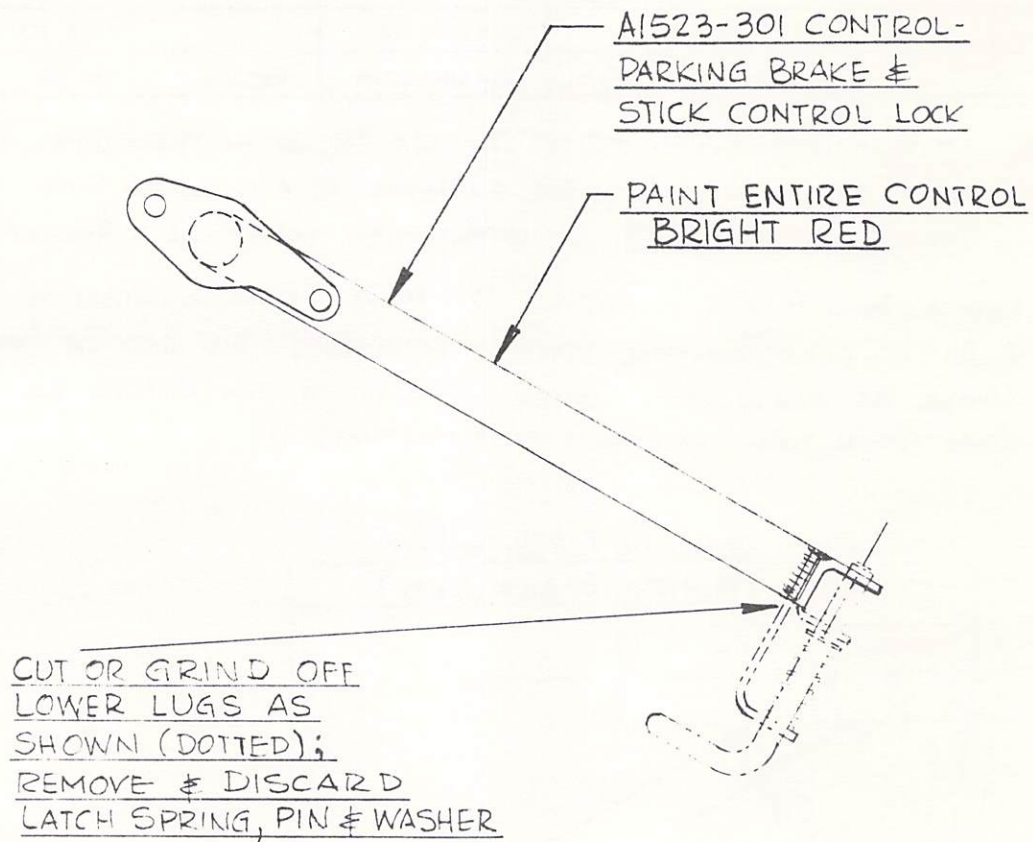 A1523-301 CONTROL-
PARKING BRAKE &
STICK CONTROL LOCK
PAINT ENTIRE CONTROL
BRIGHT RED
CUT OR GRIND OFF
LOWER LUGS AS
SHOWN (DOTTED);
REMOVE & DISCARD
LATCH SPRING, PIN & WASHER